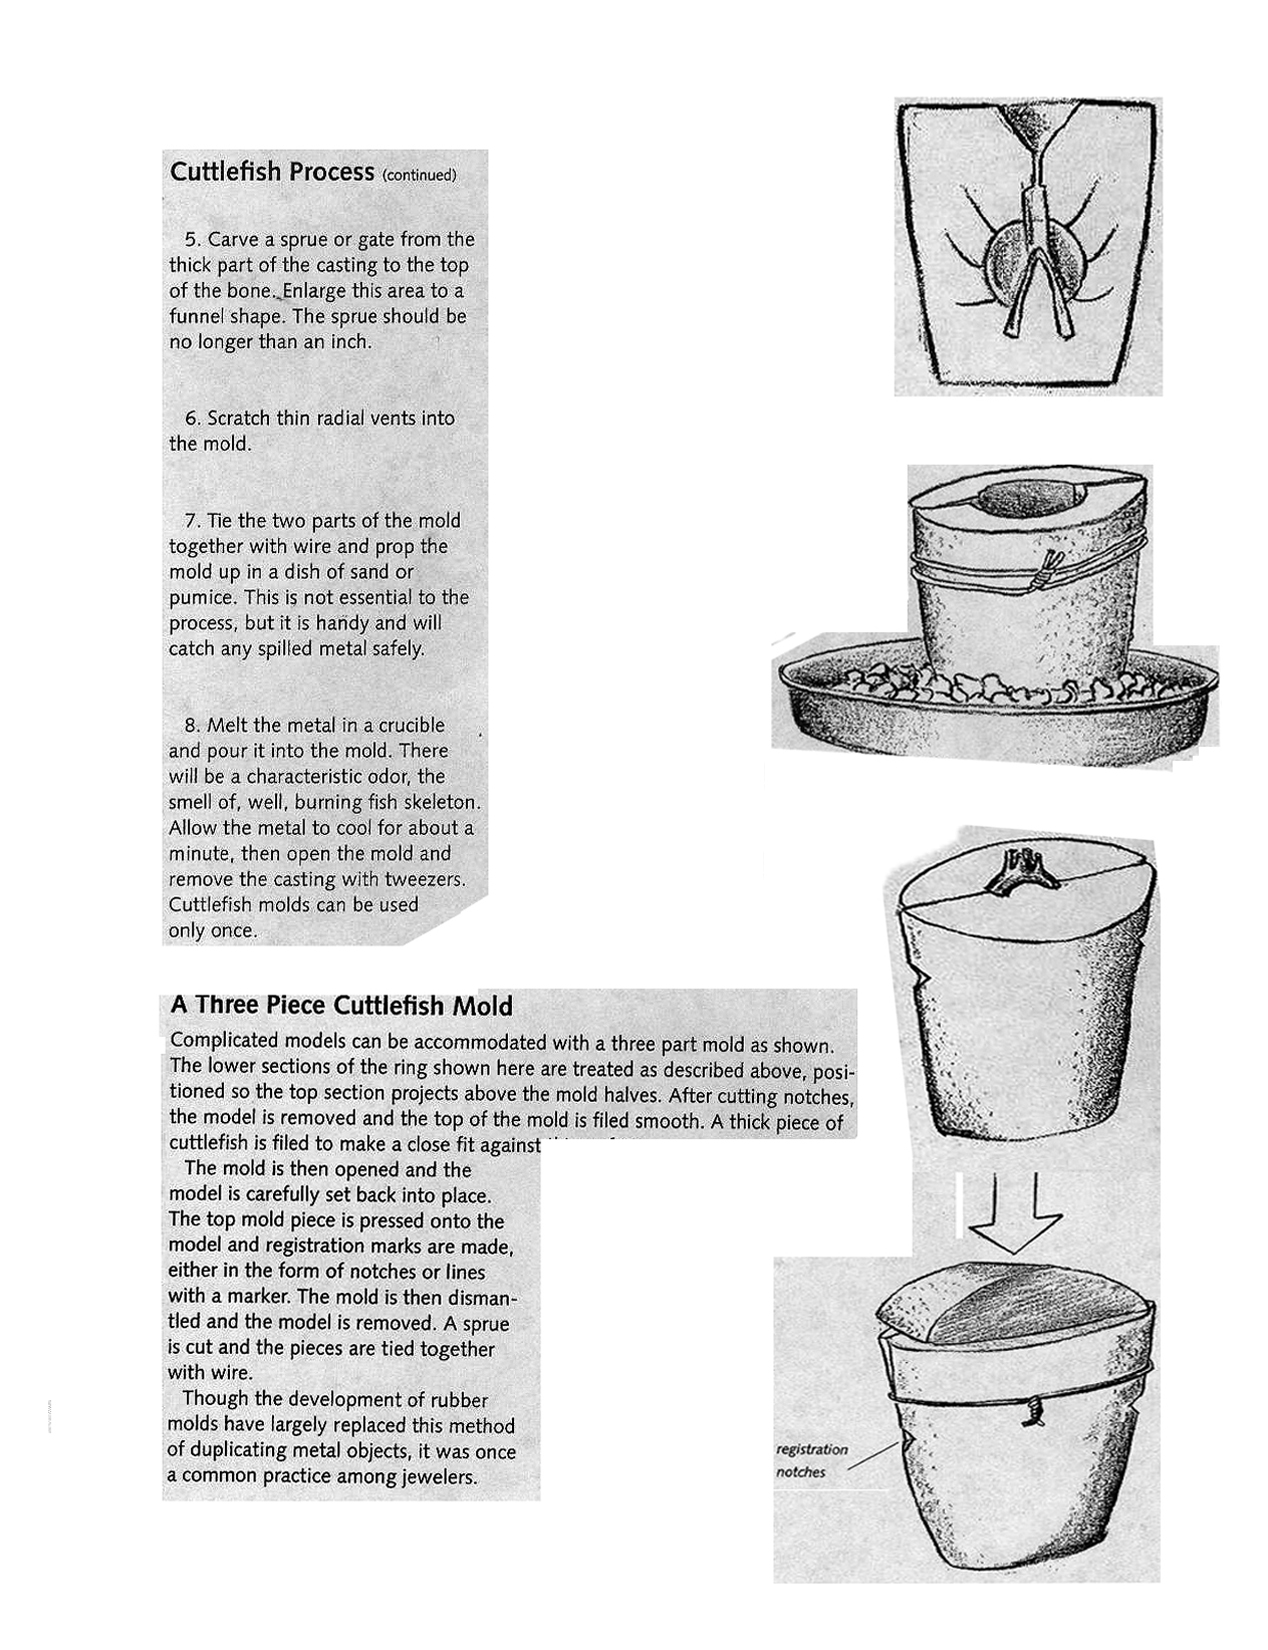 Cuttlefish Process (continued)
5. Carve a sprue or gate from the
thick part of the casting to the top
of the bone. Enlarge this area to a
funnel shape. The sprue should be
no longer than an inch.
6. Scratch thin radial vents into
the mold.
7. Tie the two parts of the mold
together with wire and prop the
mold up in a dish of sand or
pumice. This is not essential to the
process, but it is handy and will
catch any spilled metal safely.
8. Melt the metal in a crucible
and pour it into the mold. There
will be a characteristic odor, the
smell of, well, burning fish skeleton.
Allow the metal to cool for about a
minute, then open the mold and
remove the casting with tweezers.
Cuttlefish molds can be used
only once.
A Three Piece Cuttlefish Mold
Complicated models can be accommodated with a three part mold as shown.
The lower sections of the ring shown here are treated as described above, posi-
tioned so the top section projects above the mold halves. After cutting notches,
the model is removed and the top of the mold is filed smooth. A thick piece of
cuttlefish is filed to make a close fit against
The mold is then opened and the
model is carefully set back into place.
The top mold piece is pressed onto the
model and registration marks are made,
either in the form of notches or lines
with a marker. The mold is then disman-
tled and the model is removed. A sprue
is cut and the pieces are tied together
with wire.
Though the development of rubber
molds have largely replaced this method
of duplicating metal objects, it was once
a common practice among jewelers.
registration
notches